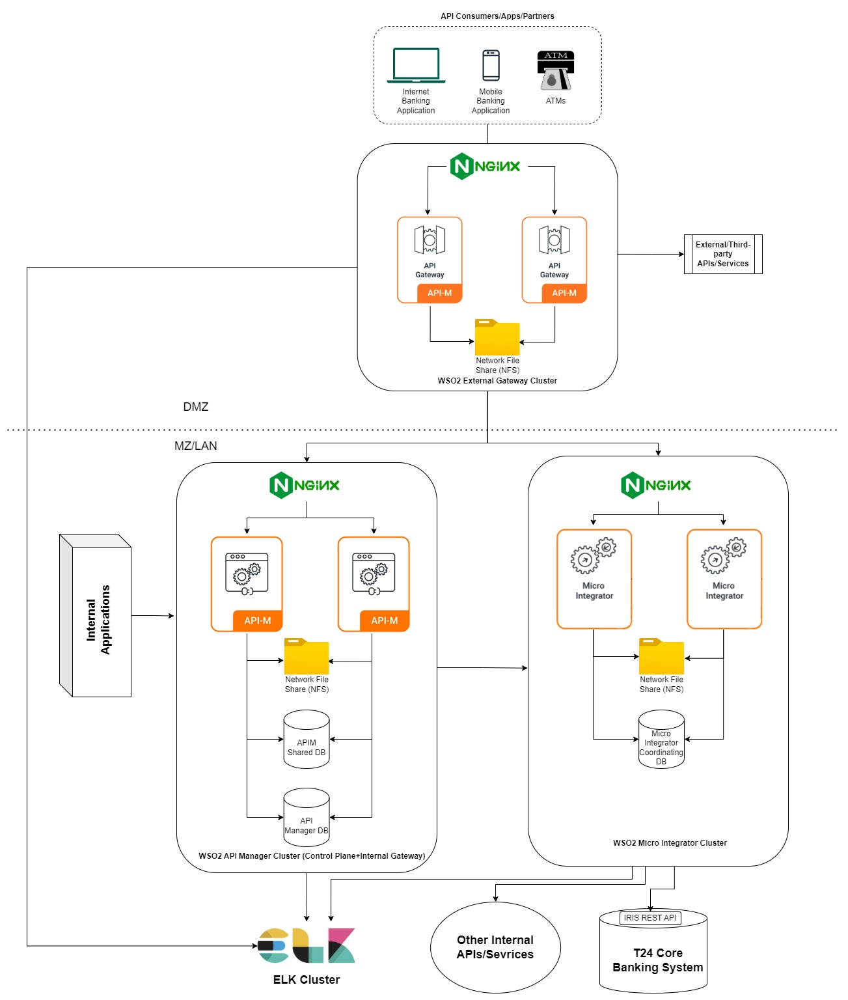 API Consumers/Apps/Partners
ATM
Internet
Banking
Application
Mobile
Banking
Application
ATMs
N NGINX
API
Gateway
API-M
API
Gateway
API-M
External/Third-
party
APIs/Services
Network File
Share (NFS)
WSO2 External Gateway Cluster
DMZ
MZ/LAN
N NGINX
N NGINX
API-M
API-M
Micro
Integrator
Micro
Integrator
Internal
Applications
Network File
Share (NFS)
Network File
Share (NFS)
APIM
Shared DB
Micro
Integrator
Coordinating
DB
API
Manager DB
WSO2 API Manager Cluster (Control Plane+Internal Gateway)
WSO2 Micro Integrator Cluster
IRIS REST API
ELK
Other Internal
APIs/Sevrices
T24 Core
Banking System
ELK Cluster